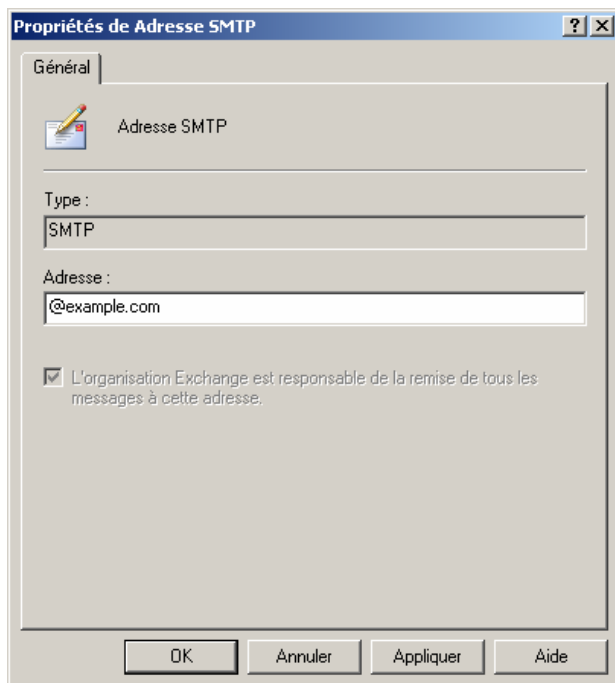 Propriétés de Adresse SMTP
Général
Adresse SMTP
Type :
SMTP
Adresse :
@example.com
L'organisation Exchange est responsable de la remise de tous les
messages à cette adresse.
OK
Annuler
Appliquer
Aide